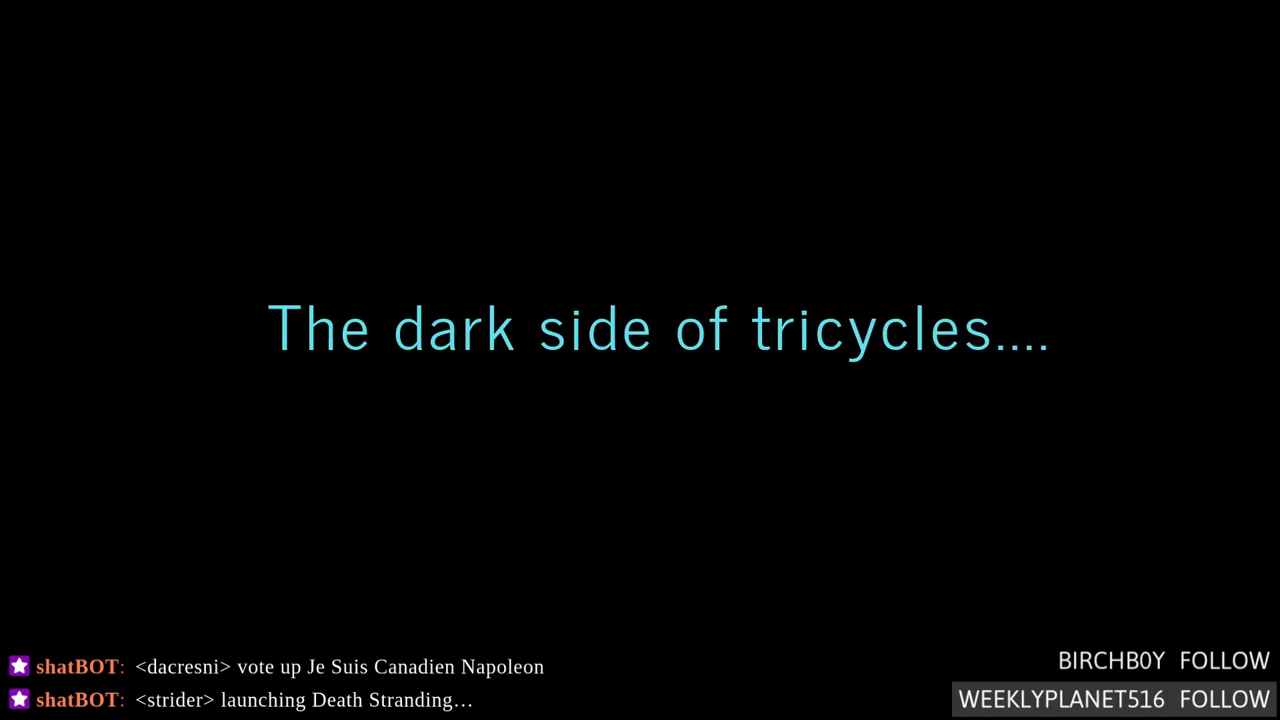 The dark side of tricycles....
shatBOT: <dacresni> vote up Je Suis Canadien Napoleon
shatBOT: <strider> launching Death Stranding…
BIRCHB0Y FOLLOW
WEEKLYPLANET516 FOLLOW